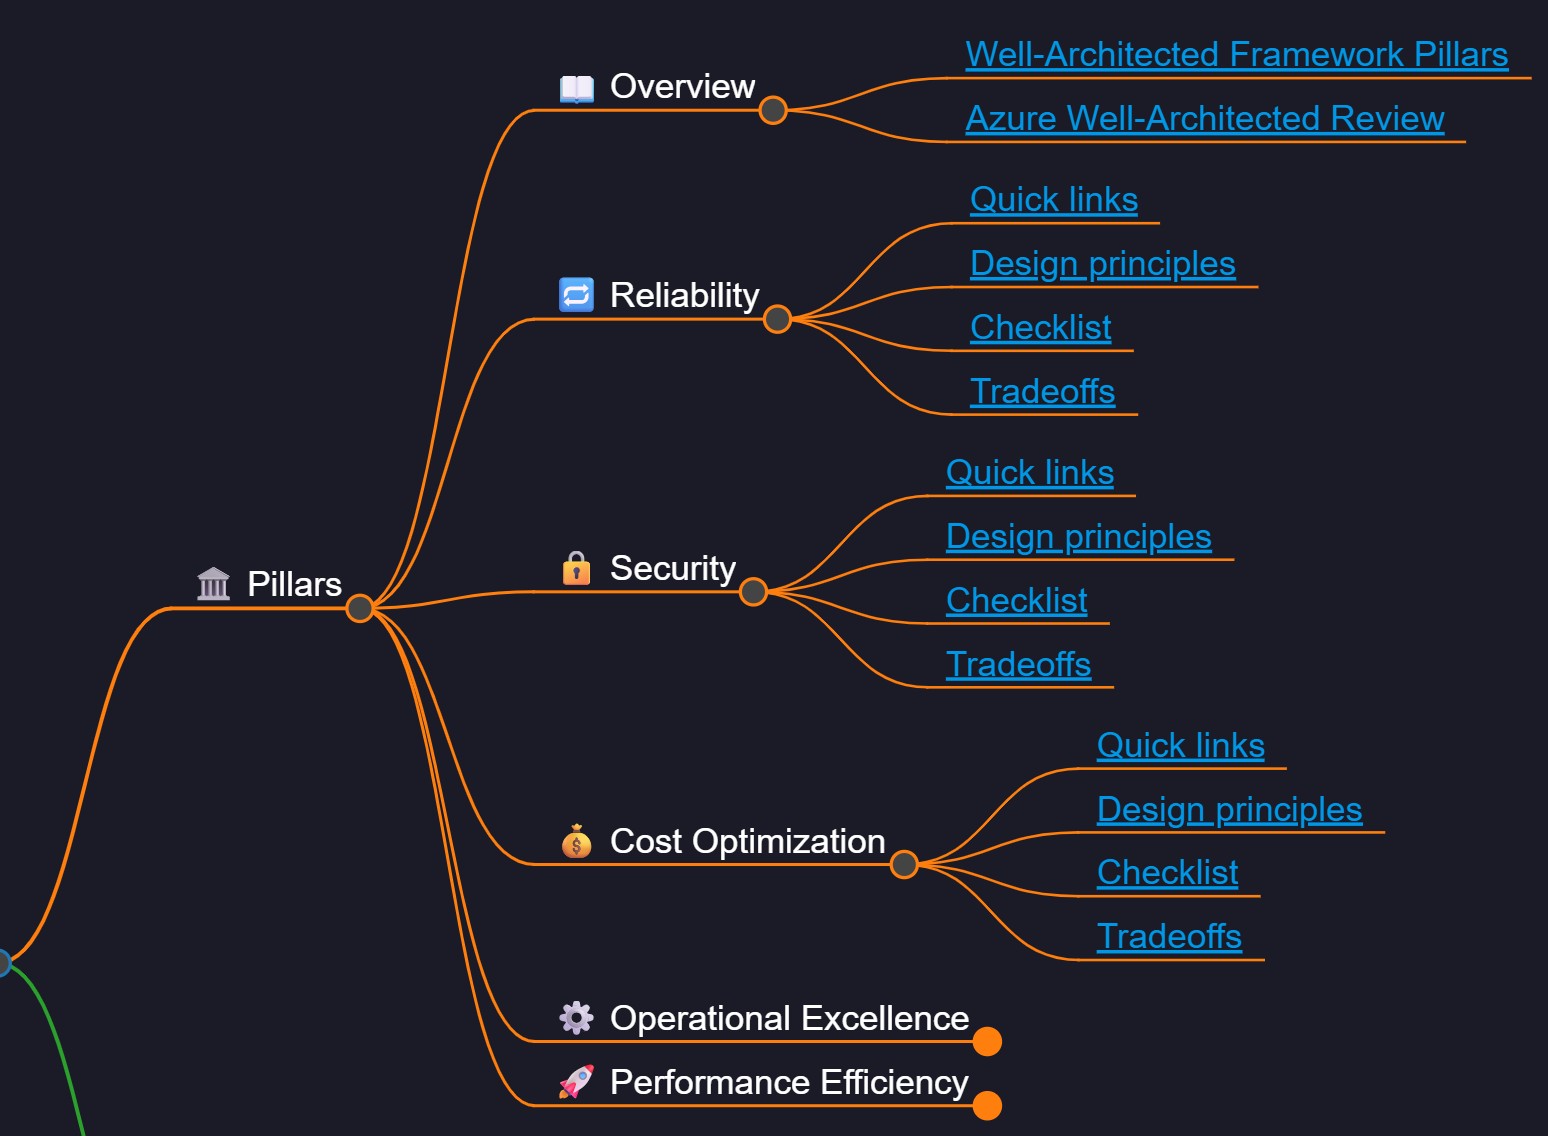 Pillars
Overview
Well-Architected Framework Pillars
Azure Well-Architected Review
Reliability
Quick links
Design principles
Checklist
Tradeoffs
Security
Quick links
Design principles
Checklist
Tradeoffs
Cost Optimization
Quick links
Design principles
Checklist
Tradeoffs
Operational Excellence
Performance Efficiency